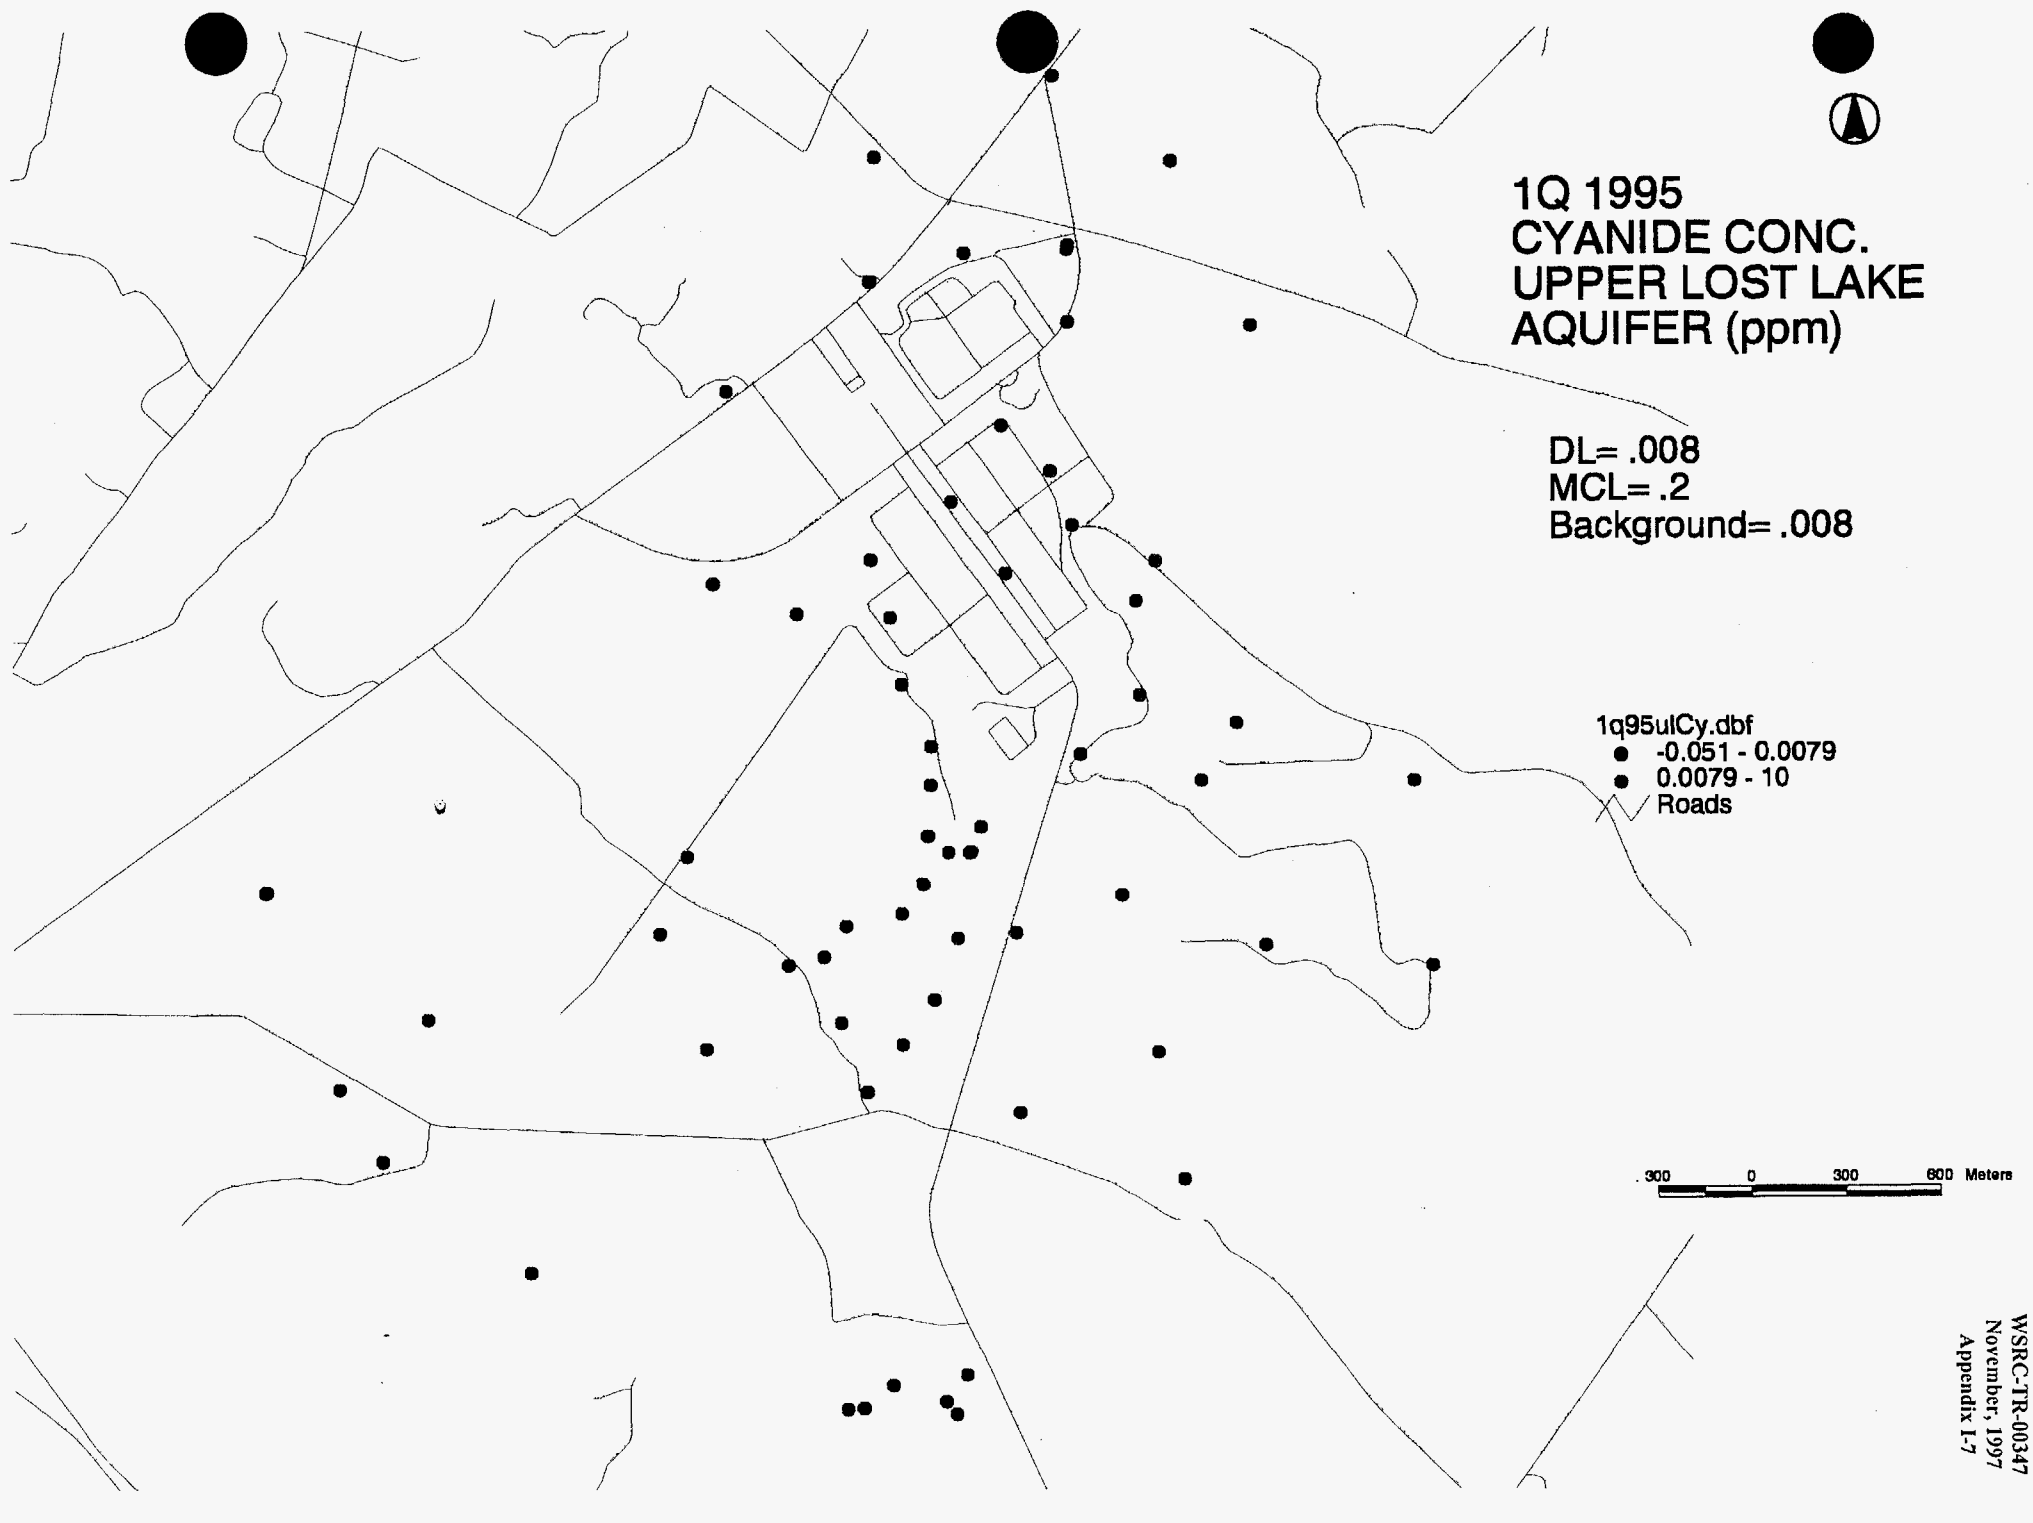 1Q 1995
CYANIDE CONC.
UPPER LOST LAKE
AQUIFER (ppm)
DL= .008
MCL= .2
Background= .008
1q95ulCy.dbf
-0.051 - 0.0079
0.0079 - 10
Roads
300 0 300 600 Meters
WSRC-TR-00347
November, 1997
Appendix I-7